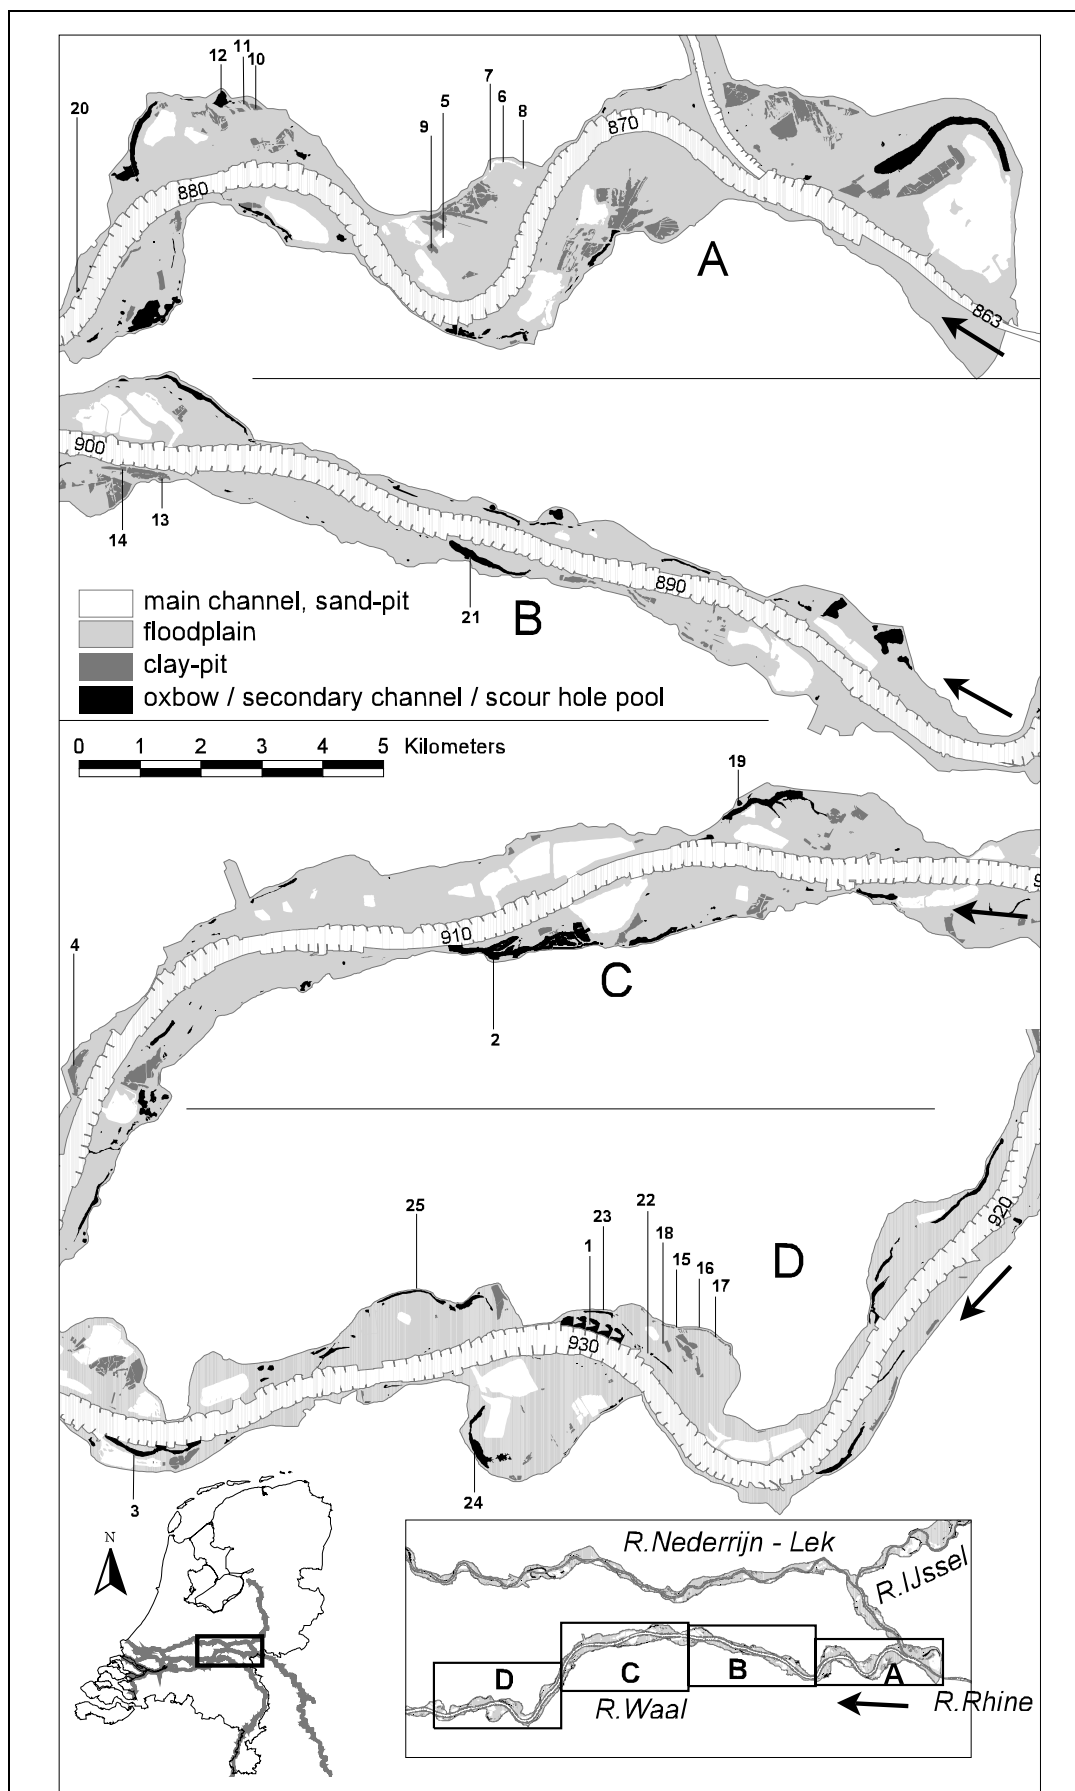 12
11
10
20
7
6
5
8
9
870
880
A
863
900
14
13
890
21
B
main channel, sand-pit
floodplain
clay-pit
oxbow / secondary channel / scour hole pool
0 1 2 3 4 5 Kilometers
19
9
910
4
C
2
920
25
23
22
1
18
15
16
17
D
930
3
24
N
R.Nederrijn - Lek
R.IJssel
D
C
B
A
R.Waal
R.Rhine